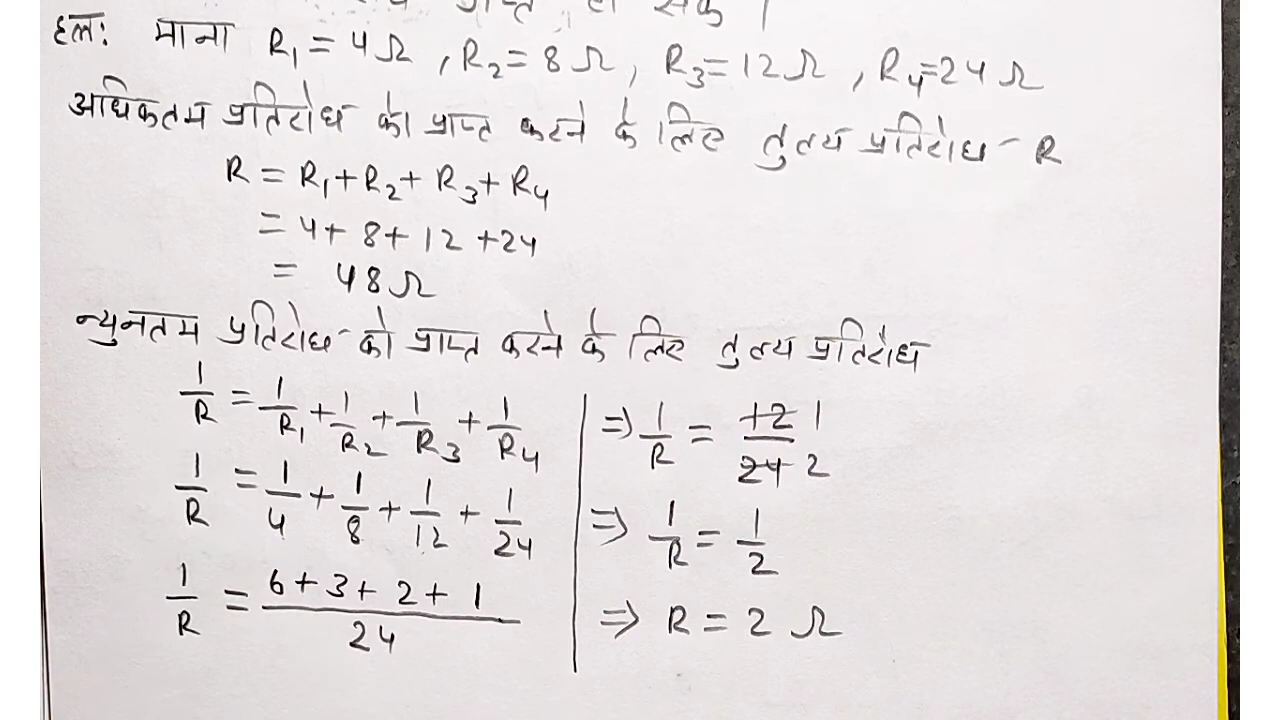 हल: माना R₁ = 4Ω , R₂ = 8Ω, R₃ = 12Ω , R₄ = 24Ω
अधिकतम प्रतिरोध को प्राप्त करने के लिए तुल्य प्रतिरोध - R
R = R₁ + R₂ + R₃ + R₄
= 4 + 8 + 12 + 24
= 48Ω
न्युनतम प्रतिरोध को प्राप्त करने के लिए तुल्य प्रतिरोध
1/R = 1/R₁ + 1/R₂ + 1/R₃ + 1/R₄
1/R = 1/4 + 1/8 + 1/12 + 1/24
1/R = (6 + 3 + 2 + 1)/24
⇒ 1/R = 12 1/24 2
⇒ 1/R = 1/2
⇒ R = 2 Ω